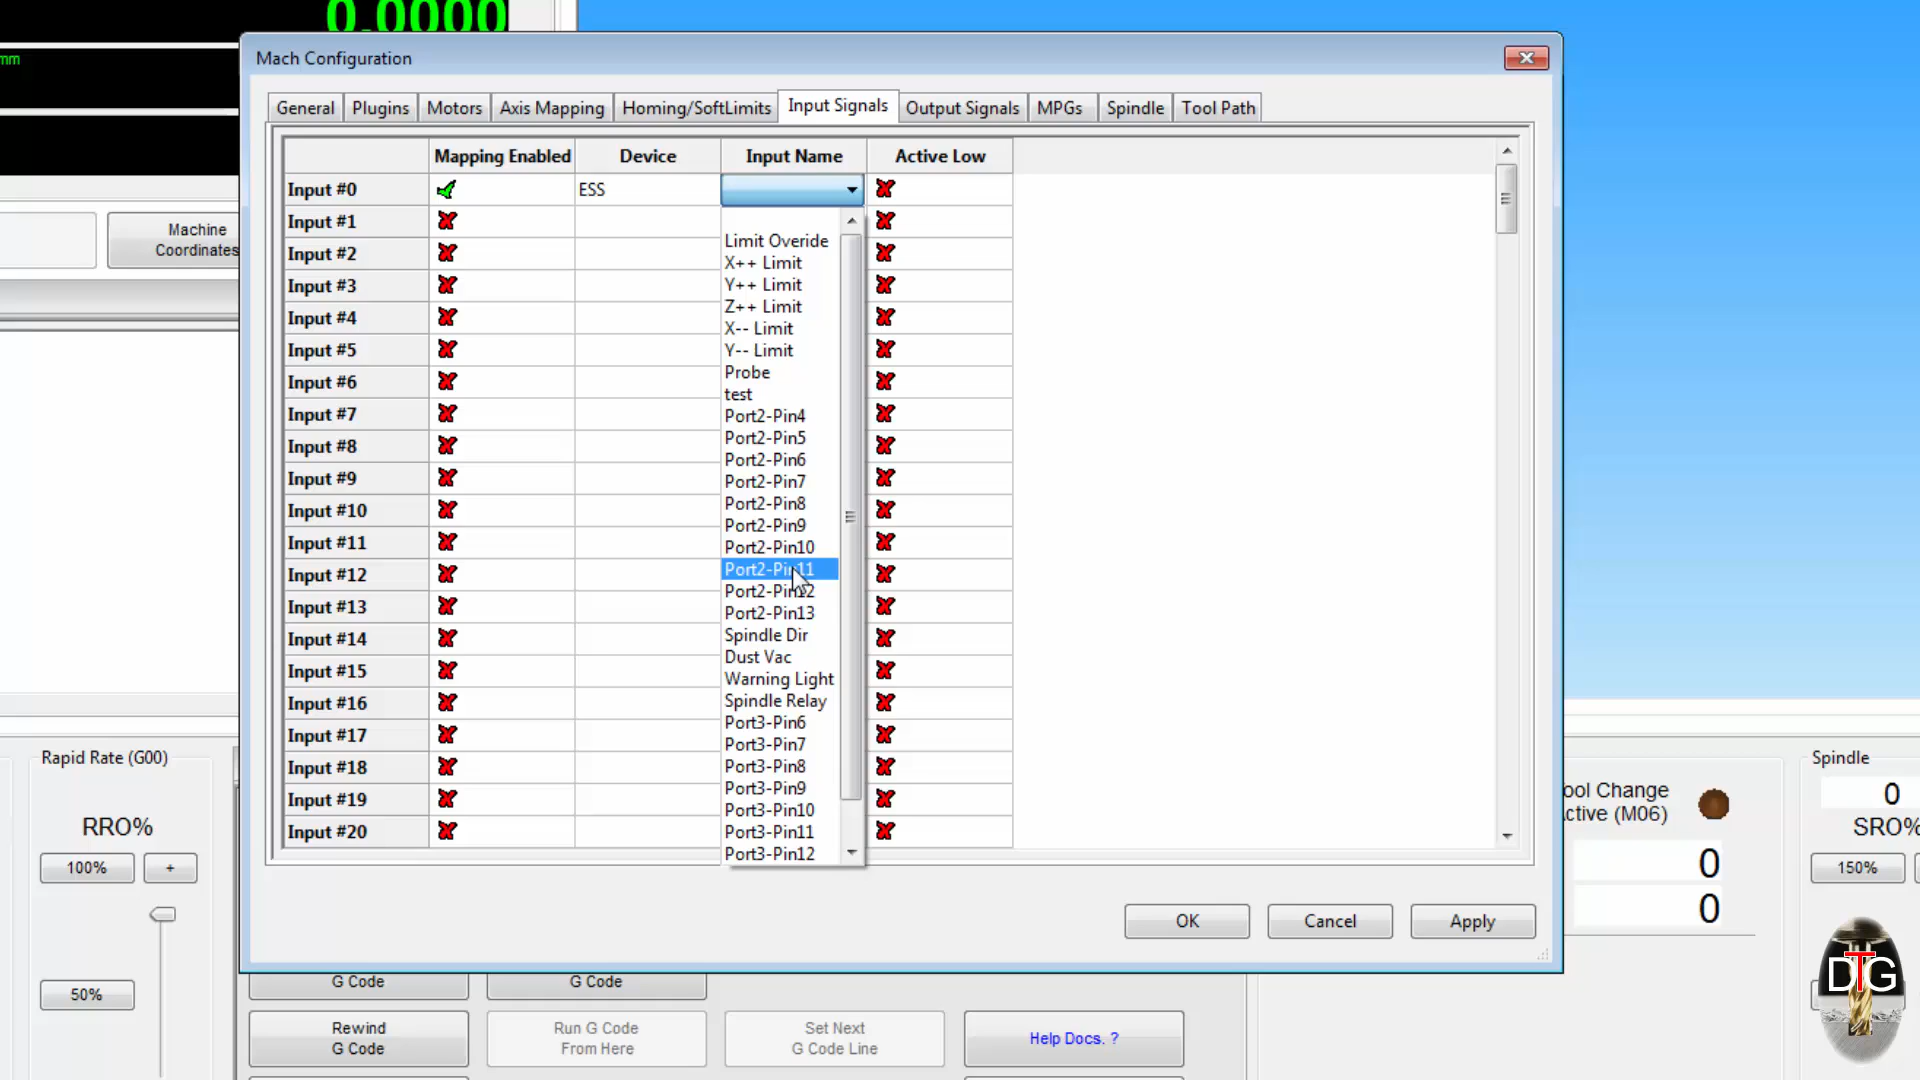 0.0000
mm
Mach Configuration
General Plugins Motors Axis Mapping Homing/SoftLimits Input Signals Output Signals MPGs Spindle Tool Path
Mapping Enabled Device Input Name Active Low
Input #0 ESS
Input #1
Input #2
Input #3
Input #4
Input #5
Input #6
Input #7
Input #8
Input #9
Input #10
Input #11
Input #12
Input #13
Input #14
Input #15
Input #16
Input #17
Input #18
Input #19
Input #20
Limit Overide
X++ Limit
Y++ Limit
Z++ Limit
X-- Limit
Y-- Limit
Probe
test
Port2-Pin4
Port2-Pin5
Port2-Pin6
Port2-Pin7
Port2-Pin8
Port2-Pin9
Port2-Pin10
Port2-Pin11
Port2-Pin12
Port2-Pin13
Spindle Dir
Dust Vac
Warning Light
Spindle Relay
Port3-Pin6
Port3-Pin7
Port3-Pin8
Port3-Pin9
Port3-Pin10
Port3-Pin11
Port3-Pin12
OK Cancel Apply
Machine
Coordinates
Rapid Rate (G00)
RRO%
100% +
50%
G Code
G Code
Rewind
G Code
Run G Code
From Here
Set Next
G Code Line
Help Docs. ?
ool Change
ctive (M06)
0
0
Spindle
0
SRO%
150%
DTG